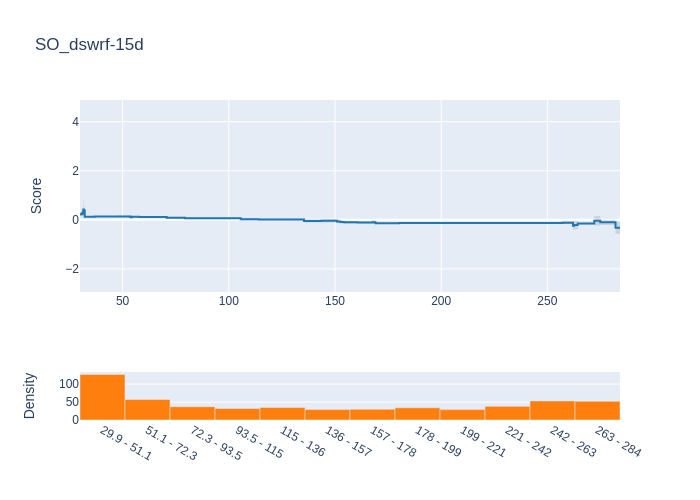 SO_dswrf-15d
Score
4
2
0
−2
50
100
150
200
250
Density
100
50
0
29.9 - 51.1
51.1 - 72.3
72.3 - 93.5
93.5 - 115
115 - 136
136 - 157
157 - 178
178 - 199
199 - 221
221 - 242
242 - 263
263 - 284